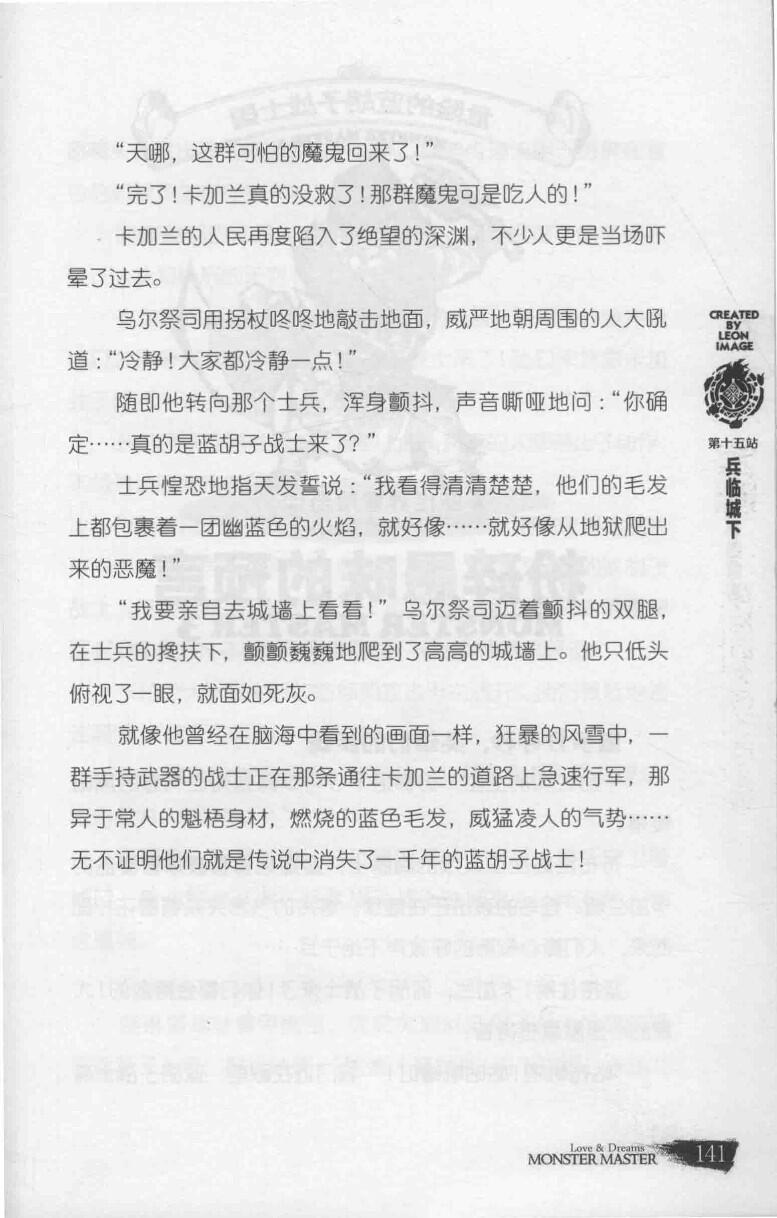 “天哪，这群可怕的魔鬼回来了！”
“完了！卡加兰真的没救了！那群魔鬼可是吃人的！”
卡加兰的人民再度陷入了绝望的深渊，不少人更是当场吓
晕了过去。
乌尔祭司用拐杖咚咚地敲击地面，威严地朝周围的人大吼
道：“冷静！大家都冷静一点！”
随即他转向那个士兵，浑身颤抖，声音嘶哑地问：“你确
定……真的是蓝胡子战士来了？”
士兵惶恐地指天发誓说：“我看得清清楚楚，他们的毛发
上都包裹着一团幽蓝色的火焰，就好像……就好像从地狱爬出
来的恶魔！”
“我要亲自去城墙上看看！”乌尔祭司迈着颤抖的双腿，
在士兵的搀扶下，颤颤巍巍地爬到了高高的城墙上。他只低头
俯视了一眼，就面如死灰。
就像他曾经在脑海中看到的画面一样，狂暴的风雪中，一
群手持武器的战士正在那条通往卡加兰的道路上急速行军，那
异于常人的魁梧身材，燃烧的蓝色毛发，威猛凌人的气势……
无不证明他们就是传说中消失了一千年的蓝胡子战士！
CREATED
BY
LEON
IMAGE
第十五站
兵临城下
Love & Dreams
MONSTER MASTER
141